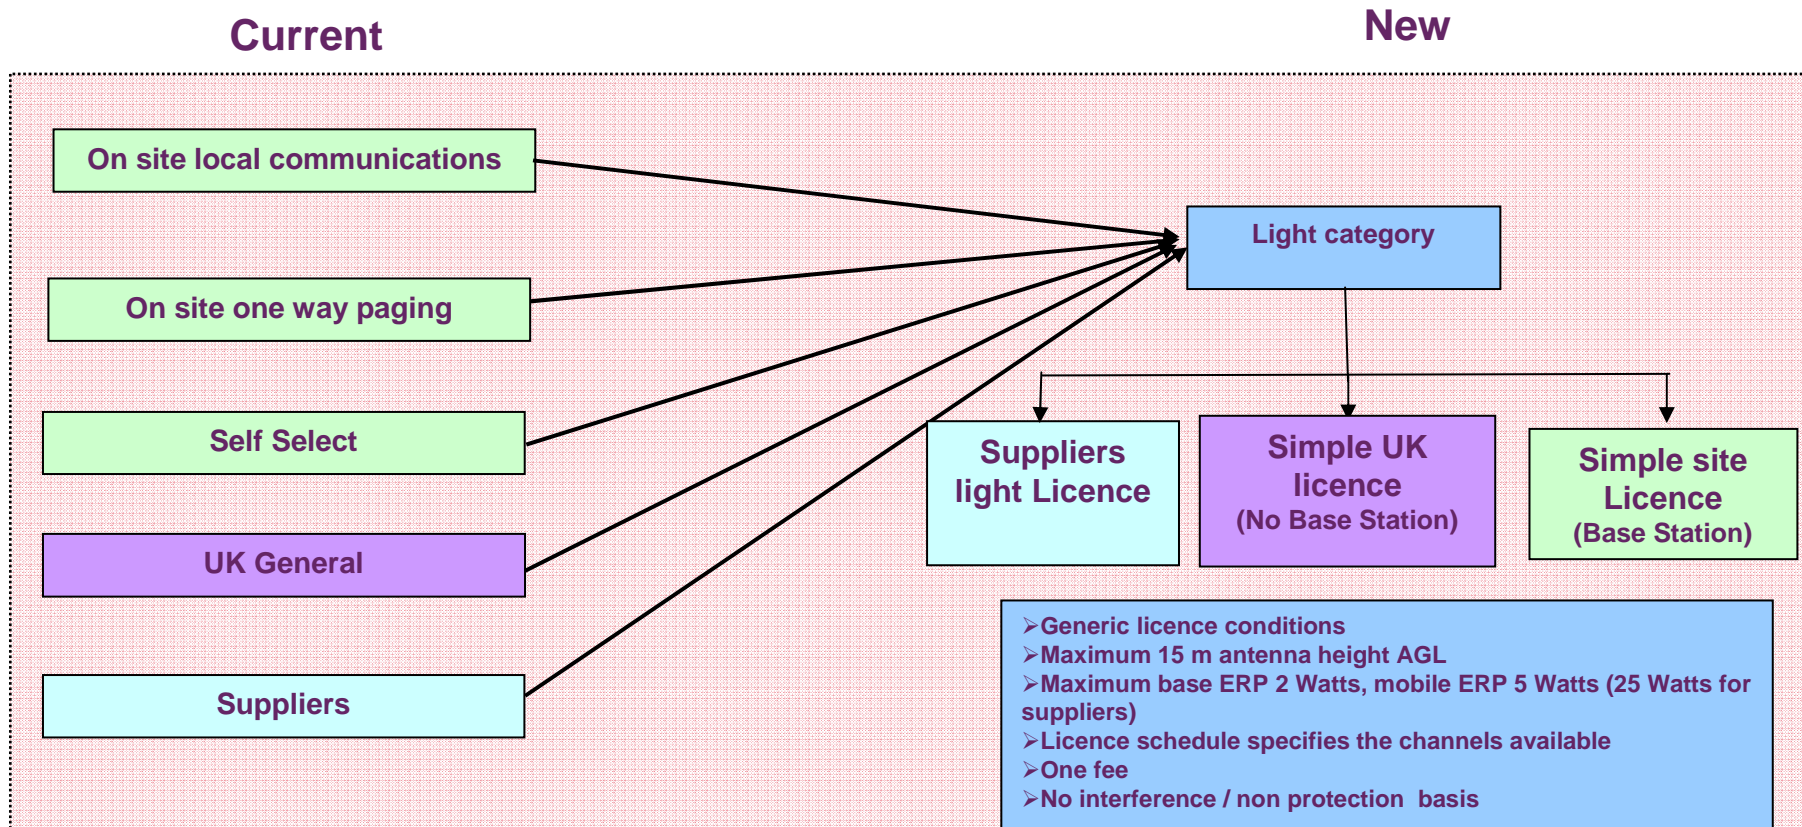 Current
New
On site local communications
On site one way paging
Self Select
UK General
Suppliers
Light category
Suppliers
light Licence
Simple UK
licence
(No Base Station)
Simple site
Licence
(Base Station)
➢Generic licence conditions
➢Maximum 15 m antenna height AGL
➢Maximum base ERP 2 Watts, mobile ERP 5 Watts (25 Watts for
suppliers)
➢Licence schedule specifies the channels available
➢One fee
➢No interference / non protection  basis